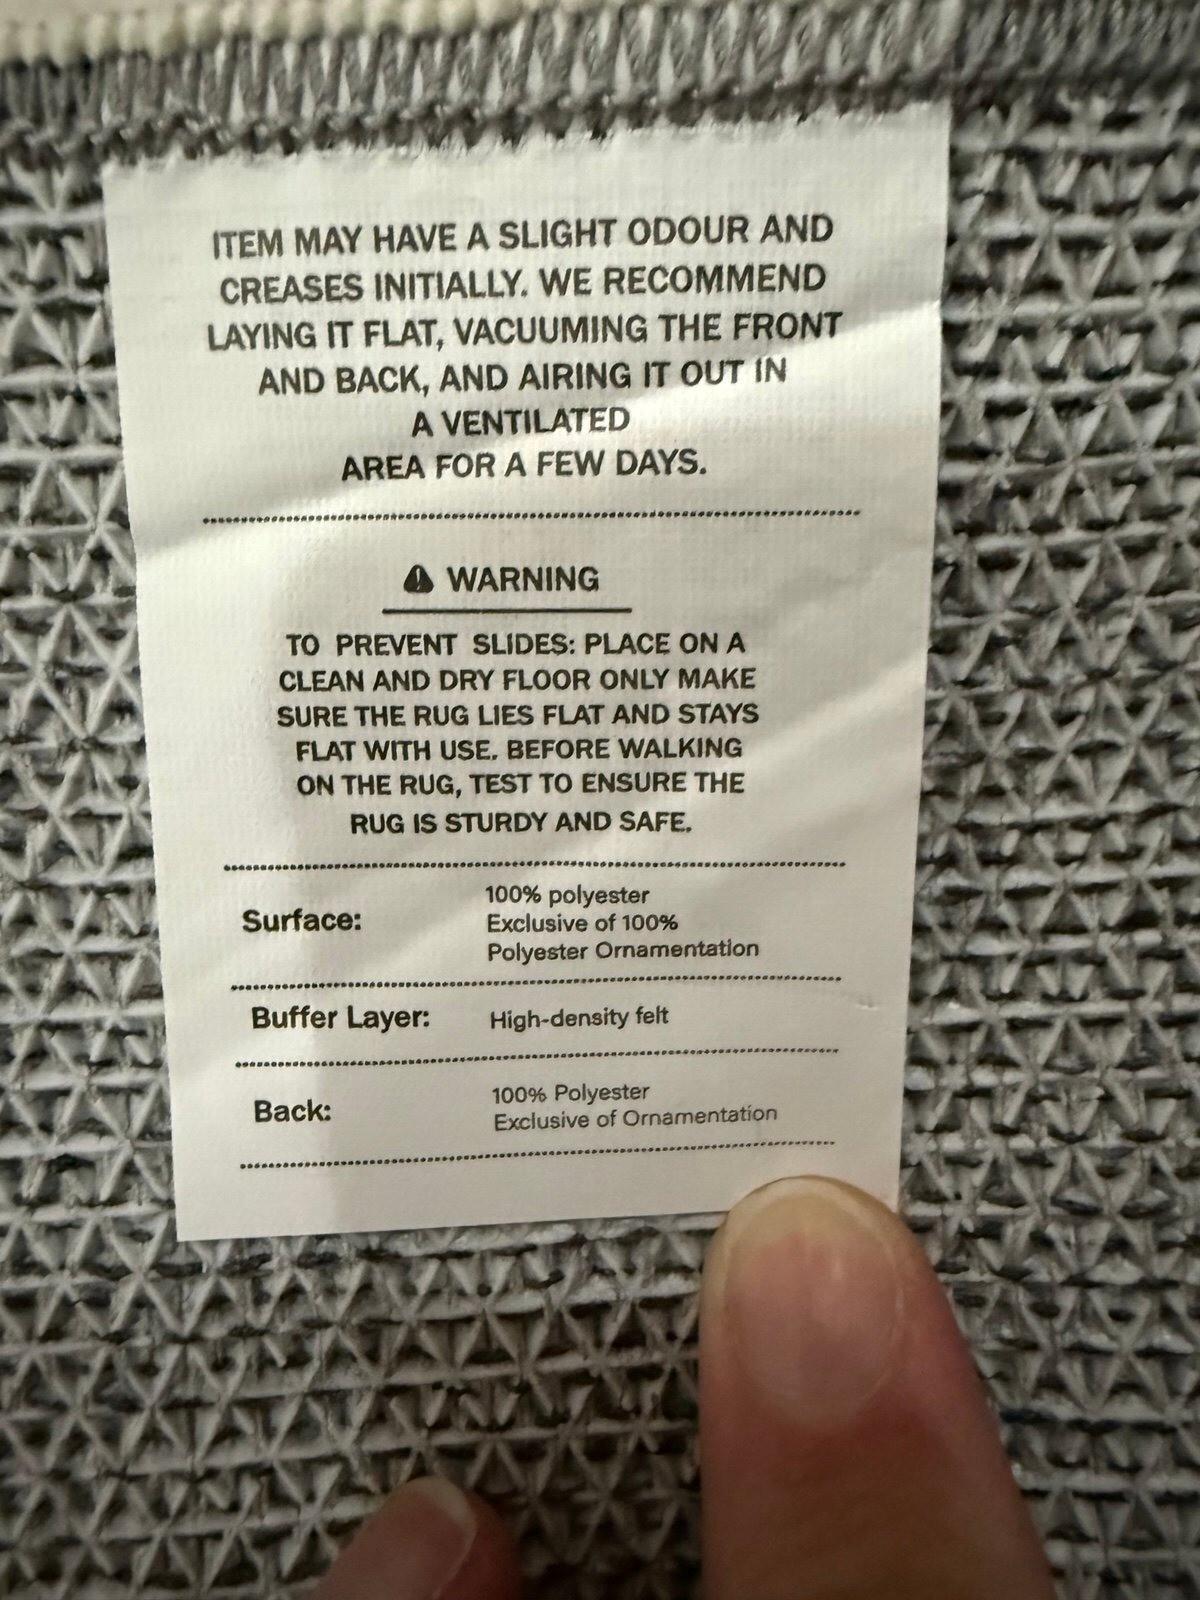 ITEM MAY HAVE A SLIGHT ODOUR AND
CREASES INITIALLY. WE RECOMMEND
LAYING IT FLAT, VACUUMING THE FRONT
AND BACK, AND AIRING IT OUT IN
A VENTILATED
AREA FOR A FEW DAYS.
WARNING
TO PREVENT SLIDES: PLACE ON A
CLEAN AND DRY FLOOR ONLY MAKE
SURE THE RUG LIES FLAT AND STAYS
FLAT WITH USE. BEFORE WALKING
ON THE RUG, TEST TO ENSURE THE
RUG IS STURDY AND SAFE.
Surface:
100% polyester
Exclusive of 100%
Polyester Ornamentation
Buffer Layer: High-density felt
Back:
100% Polyester
Exclusive of Ornamentation